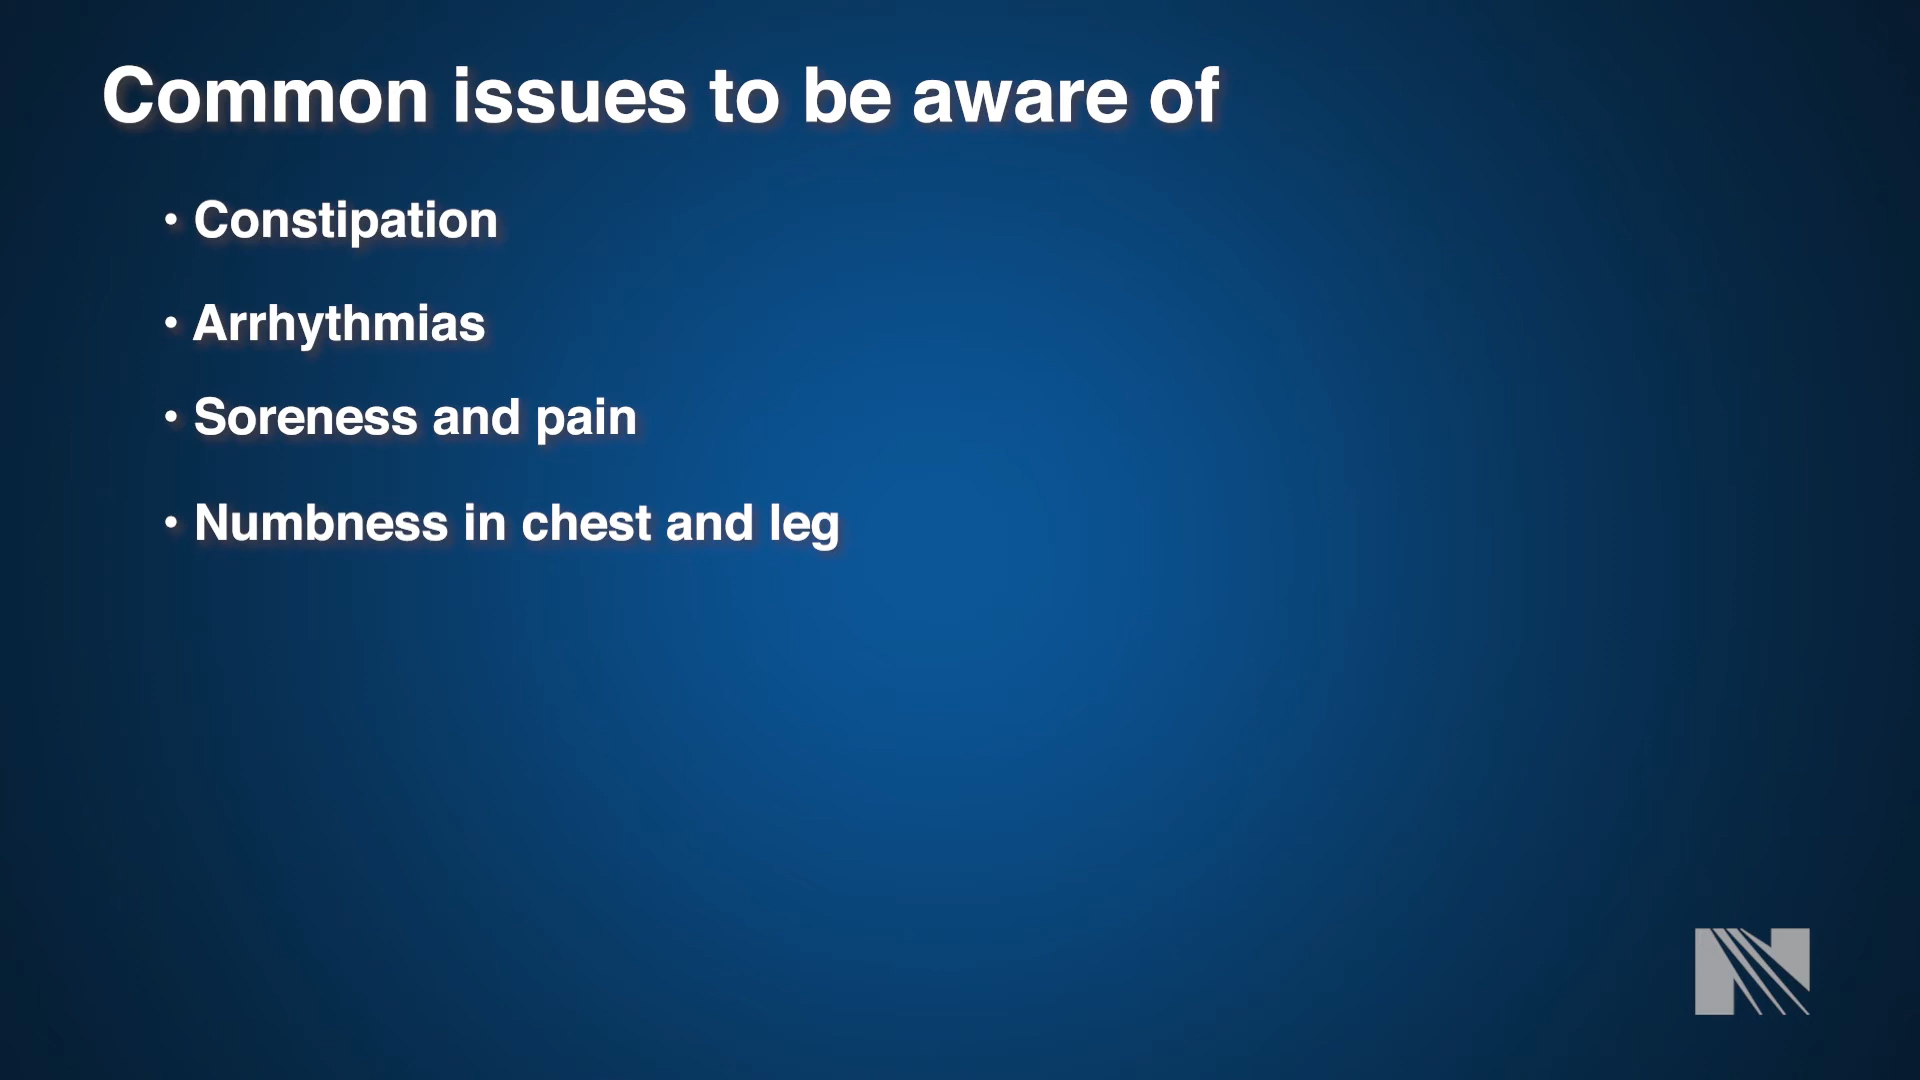 Common issues to be aware of
• Constipation
• Arrhythmias
• Soreness and pain
• Numbness in chest and leg
N